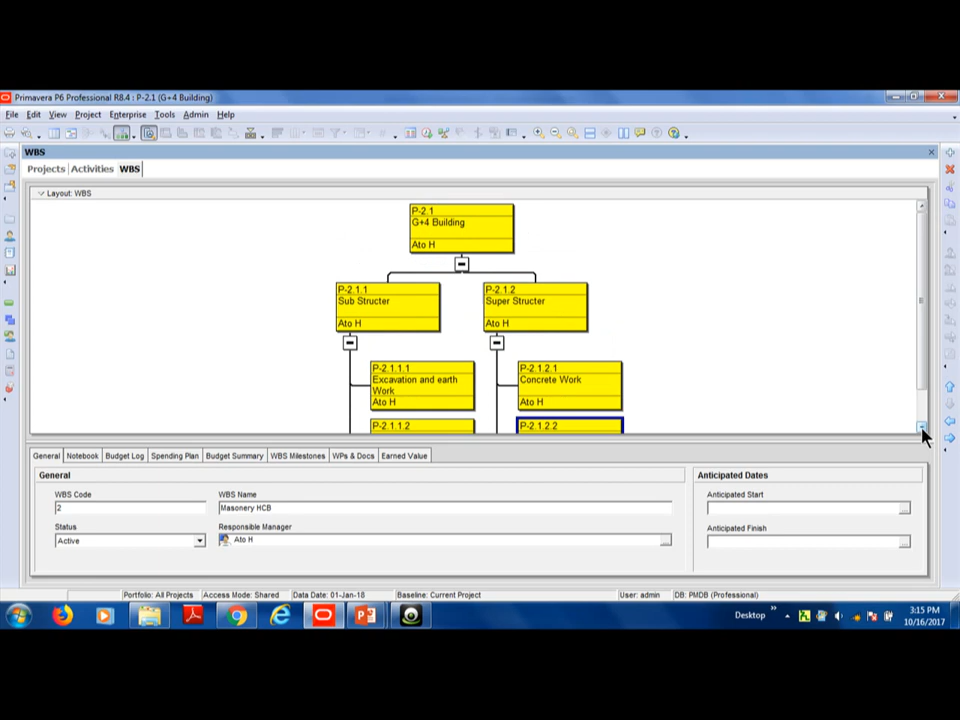 Primavera P6 Professional R8.4 : P-2.1 (G+4 Building)
File Edit View Project Enterprise Tools Admin Help
WBS
Projects Activities WBS
Layout: WBS
P-2.1
G+4 Building
Ato H
P-2.1.1
Sub Structer
Ato H
P-2.1.2
Super Structer
Ato H
P-2.1.1.1
Excavation and earth
Work
Ato H
P-2.1.2.1
Concrete Work
Ato H
P-2.1.1.2
P-2.1.2.2
General Notebook Budget Log Spending Plan Budget Summary WBS Milestones WPs & Docs Earned Value
General
Anticipated Dates
WBS Code
WBS Name
Anticipated Start
2
Masonery HCB
Status
Responsible Manager
Anticipated Finish
Active
Ato H
Portfolio: All Projects Access Mode: Shared Data Date: 01-Jan-18 Baseline: Current Project User: admin DB: PMDB (Professional)
Desktop
3:15 PM
10/16/2017